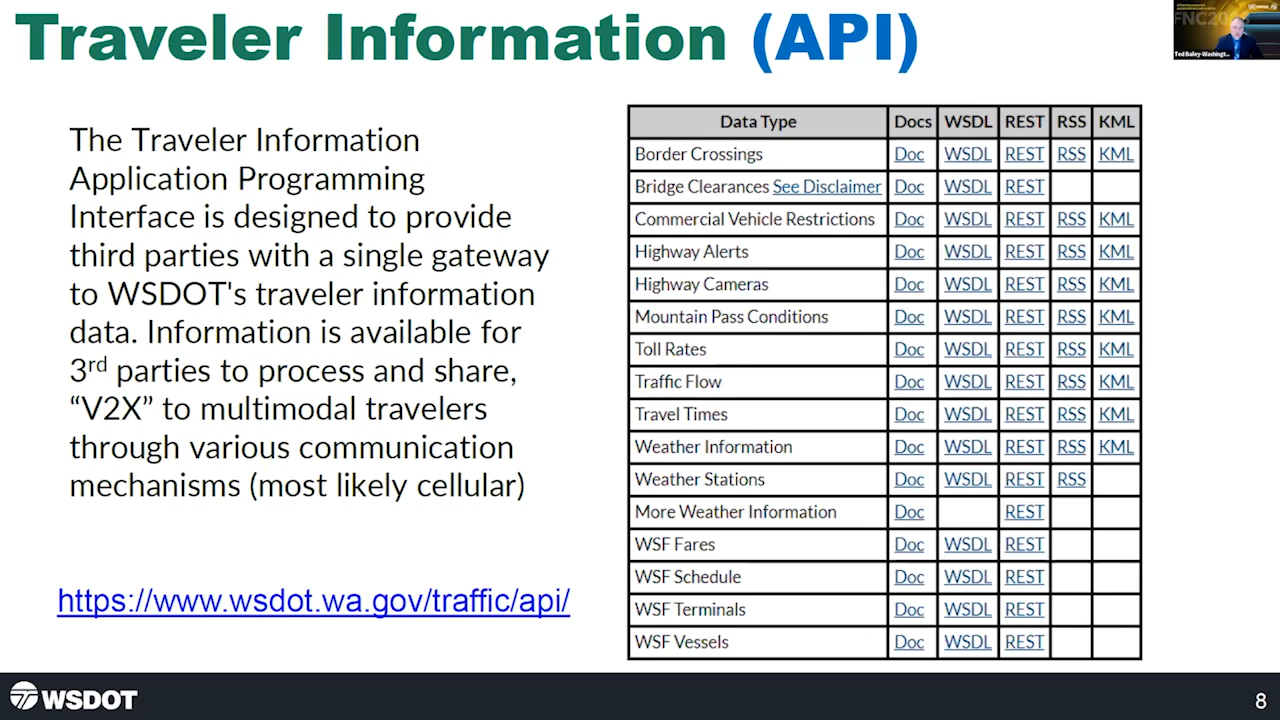 Traveler Information (API)
The Traveler Information
Application Programming
Interface is designed to provide
third parties with a single gateway
to WSDOT's traveler information
data. Information is available for
3rd parties to process and share,
“V2X” to multimodal travelers
through various communication
mechanisms (most likely cellular)
https://www.wsdot.wa.gov/traffic/api/
Data Type Docs WSDL REST RSS KML
Border Crossings Doc WSDL REST RSS KML
Bridge Clearances See Disclaimer Doc WSDL REST
Commercial Vehicle Restrictions Doc WSDL REST RSS KML
Highway Alerts Doc WSDL REST RSS KML
Highway Cameras Doc WSDL REST RSS KML
Mountain Pass Conditions Doc WSDL REST RSS KML
Toll Rates Doc WSDL REST RSS KML
Traffic Flow Doc WSDL REST RSS KML
Travel Times Doc WSDL REST RSS KML
Weather Information Doc WSDL REST RSS KML
Weather Stations Doc WSDL REST RSS
More Weather Information Doc REST
WSF Fares Doc WSDL REST
WSF Schedule Doc WSDL REST
WSF Terminals Doc WSDL REST
WSF Vessels Doc WSDL REST
Ted Bailey-Washingt...
WSDOT
8